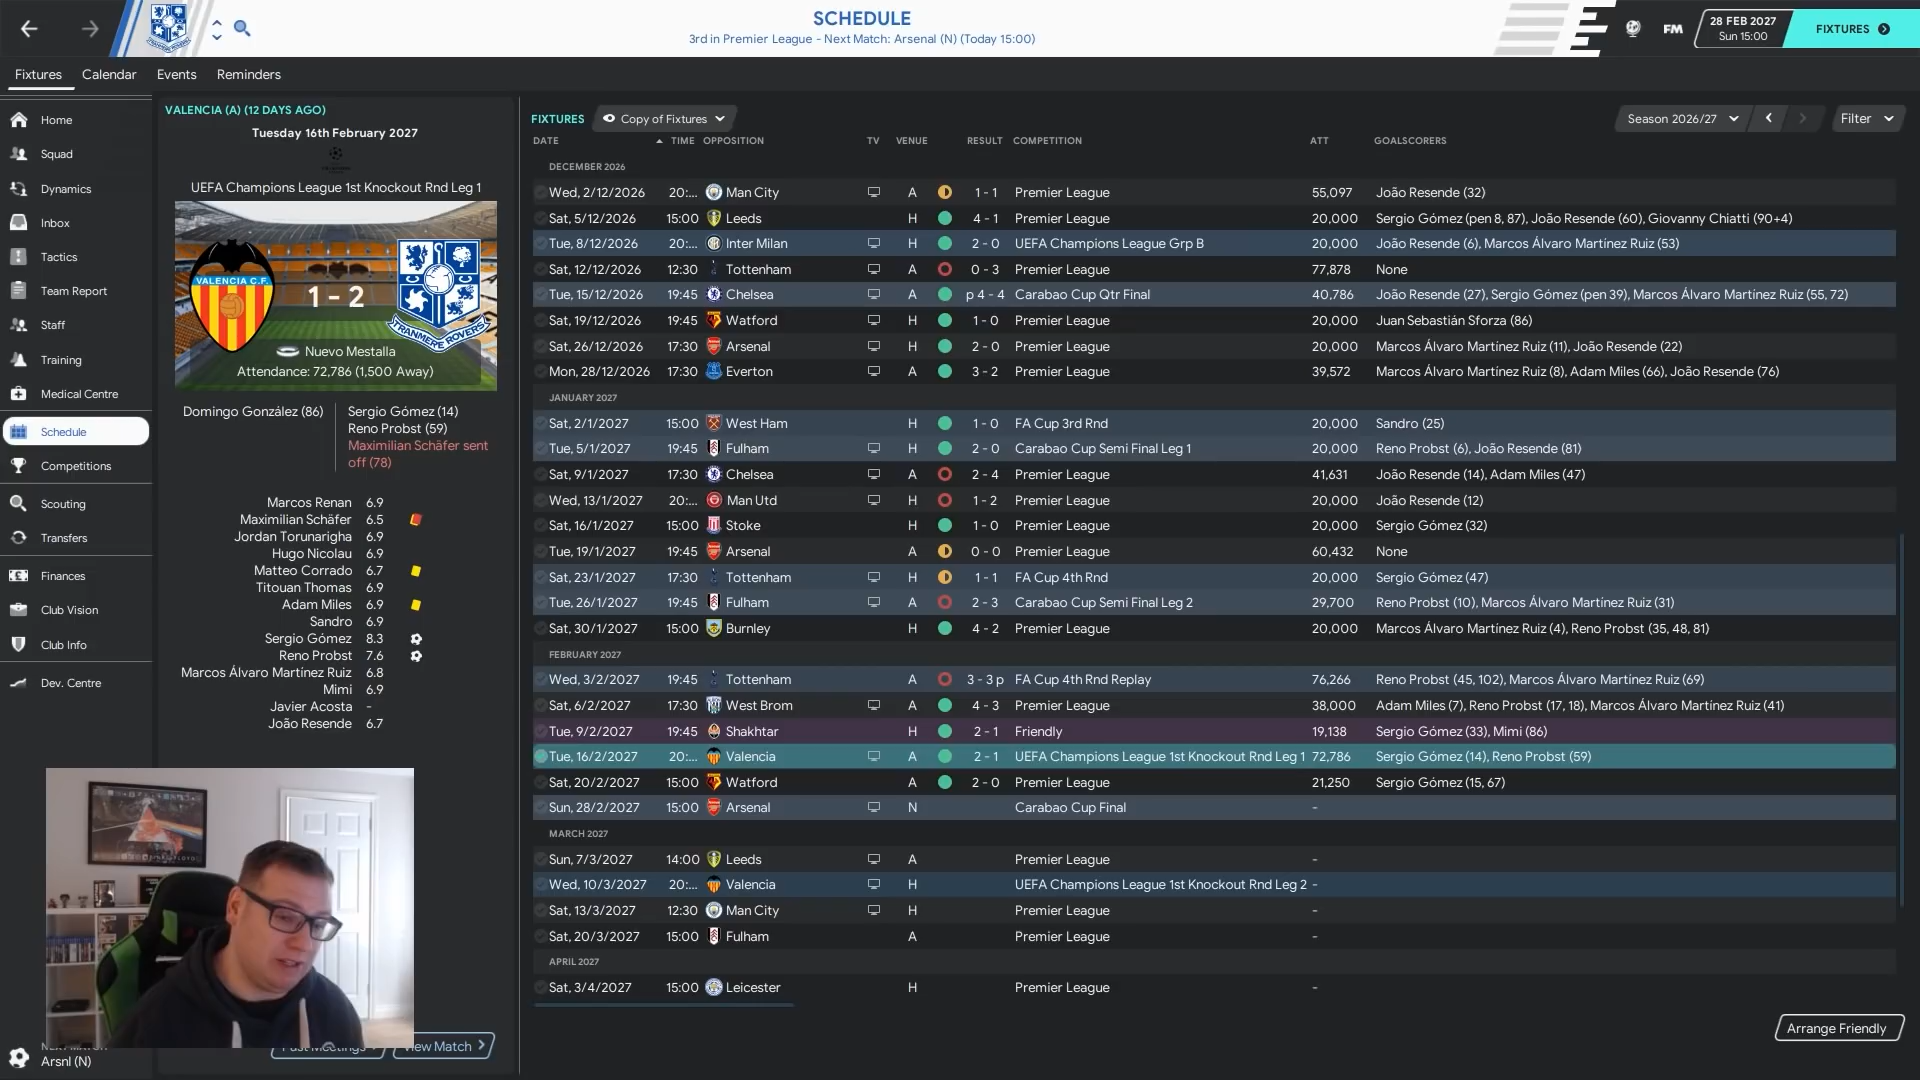 SCHEDULE
3rd in Premier League - Next Match: Arsenal (N) (Today 15:00)
FM
28 FEB 2027
Sun 15:00
FIXTURES
Fixtures Calendar Events Reminders
Home
Squad
Dynamics
Inbox
Tactics
Team Report
Staff
Training
Medical Centre
Schedule
Competitions
Scouting
Transfers
Finances
Club Vision
Club Info
Dev. Centre
Arsnl (N)
VALENCIA (A) (12 DAYS AGO)
Tuesday 16th February 2027
UEFA Champions League 1st Knockout Rnd Leg 1
VALENCIA C.F.
1 - 2
TRANMERE ROVERS
Nuevo Mestalla
Attendance: 72,786 (1,500 Away)
Domingo González (86)
Sergio Gómez (14)
Reno Probst (59)
Maximilian Schäfer sent
off (78)
Marcos Renan 6.9
Maximilian Schäfer 6.5
Jordan Torunarigha 6.9
Hugo Nicolau 6.9
Matteo Corrado 6.7
Titouan Thomas 6.9
Adam Miles 6.9
Sandro 6.9
Sergio Gómez 8.3
Reno Probst 7.6
Marcos Álvaro Martínez Ruiz 6.8
Mimi 6.9
Javier Acosta -
João Resende 6.7
Past Meetings
View Match
FIXTURES Copy of Fixtures Season 2026/27 Filter
DATE TIME OPPOSITION TV VENUE RESULT COMPETITION ATT GOALSCORERS
DECEMBER 2026
Wed, 2/12/2026 20:... Man City A 1 - 1 Premier League 55,097 João Resende (32)
Sat, 5/12/2026 15:00 Leeds H 4 - 1 Premier League 20,000 Sergio Gómez (pen 8, 87), João Resende (60), Giovanny Chiatti (90+4)
Tue, 8/12/2026 20:... Inter Milan H 2 - 0 UEFA Champions League Grp B 20,000 João Resende (6), Marcos Álvaro Martínez Ruiz (53)
Sat, 12/12/2026 12:30 Tottenham A 0 - 3 Premier League 77,878 None
Tue, 15/12/2026 19:45 Chelsea A p 4 - 4 Carabao Cup Qtr Final 40,786 João Resende (27), Sergio Gómez (pen 39), Marcos Álvaro Martínez Ruiz (55, 72)
Sat, 19/12/2026 19:45 Watford H 1 - 0 Premier League 20,000 Juan Sebastián Sforza (86)
Sat, 26/12/2026 17:30 Arsenal H 2 - 0 Premier League 20,000 Marcos Álvaro Martínez Ruiz (11), João Resende (22)
Mon, 28/12/2026 17:30 Everton A 3 - 2 Premier League 39,572 Marcos Álvaro Martínez Ruiz (8), Adam Miles (66), João Resende (76)
JANUARY 2027
Sat, 2/1/2027 15:00 West Ham H 1 - 0 FA Cup 3rd Rnd 20,000 Sandro (25)
Tue, 5/1/2027 19:45 Fulham H 2 - 0 Carabao Cup Semi Final Leg 1 20,000 Reno Probst (6), João Resende (81)
Sat, 9/1/2027 17:30 Chelsea A 2 - 4 Premier League 41,631 João Resende (14), Adam Miles (47)
Wed, 13/1/2027 20:... Man Utd H 1 - 2 Premier League 20,000 João Resende (12)
Sat, 16/1/2027 15:00 Stoke H 1 - 0 Premier League 20,000 Sergio Gómez (32)
Tue, 19/1/2027 19:45 Arsenal A 0 - 0 Premier League 60,432 None
Sat, 23/1/2027 17:30 Tottenham H 1 - 1 FA Cup 4th Rnd 20,000 Sergio Gómez (47)
Tue, 26/1/2027 19:45 Fulham A 2 - 3 Carabao Cup Semi Final Leg 2 29,700 Reno Probst (10), Marcos Álvaro Martínez Ruiz (31)
Sat, 30/1/2027 15:00 Burnley H 4 - 2 Premier League 20,000 Marcos Álvaro Martínez Ruiz (4), Reno Probst (35, 48, 81)
FEBRUARY 2027
Wed, 3/2/2027 19:45 Tottenham A 3 - 3 p FA Cup 4th Rnd Replay 76,266 Reno Probst (45, 102), Marcos Álvaro Martínez Ruiz (69)
Sat, 6/2/2027 17:30 West Brom A 4 - 3 Premier League 38,000 Adam Miles (7), Reno Probst (17, 18), Marcos Álvaro Martínez Ruiz (41)
Tue, 9/2/2027 19:45 Shakhtar H 2 - 1 Friendly 19,138 Sergio Gómez (33), Mimi (86)
Tue, 16/2/2027 20:... Valencia A 2 - 1 UEFA Champions League 1st Knockout Rnd Leg 1 72,786 Sergio Gómez (14), Reno Probst (59)
Sat, 20/2/2027 15:00 Watford A 2 - 0 Premier League 21,250 Sergio Gómez (15, 67)
Sun, 28/2/2027 15:00 Arsenal N Carabao Cup Final -
MARCH 2027
Sun, 7/3/2027 14:00 Leeds A Premier League -
Wed, 10/3/2027 20:... Valencia H UEFA Champions League 1st Knockout Rnd Leg 2 -
Sat, 13/3/2027 12:30 Man City H Premier League -
Sat, 20/3/2027 15:00 Fulham A Premier League -
APRIL 2027
Sat, 3/4/2027 15:00 Leicester H Premier League -
Arrange Friendly